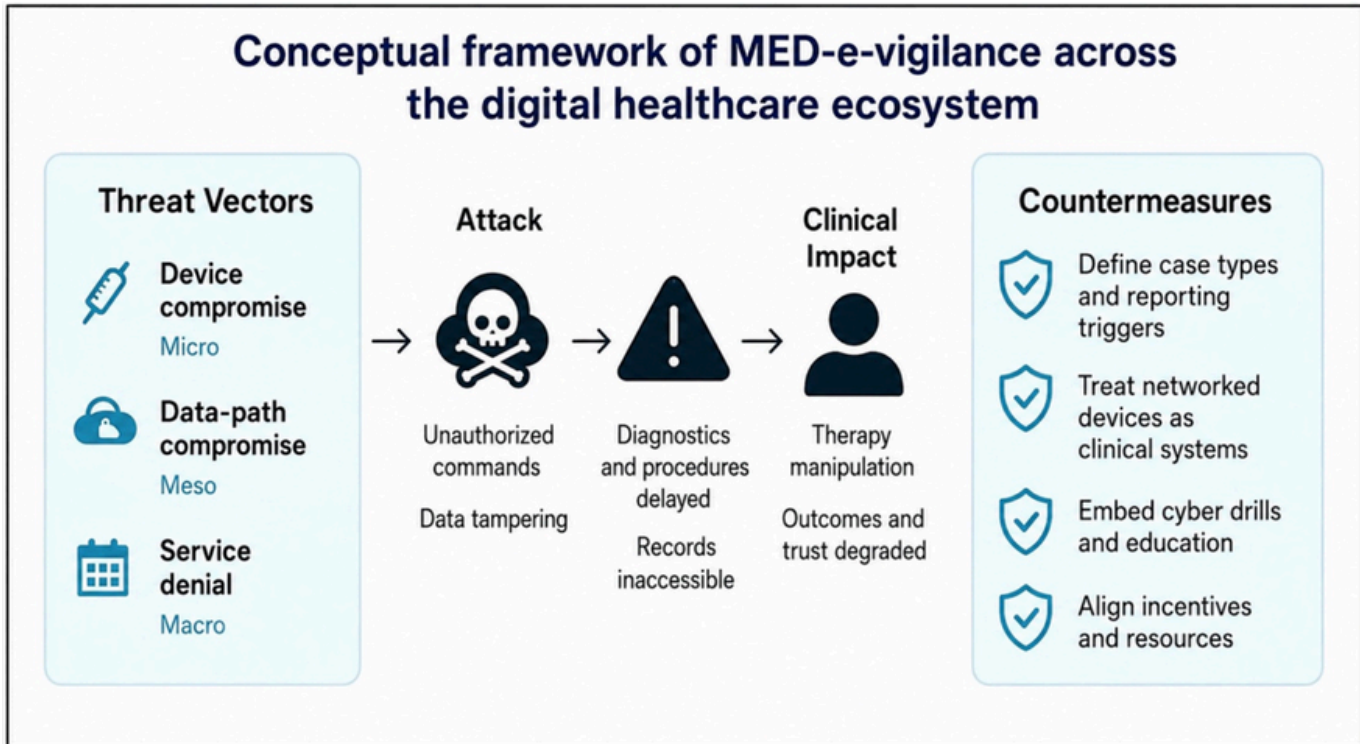 Conceptual framework of MED-e-vigilance across
the digital healthcare ecosystem
Threat Vectors
Device
compromise
Micro
Data-path
compromise
Meso
Service
denial
Macro
Attack
Unauthorized
commands
Data tampering
Diagnostics
and procedures
delayed
Records
inaccessible
Clinical
Impact
Therapy
manipulation
Outcomes and
trust degraded
Countermeasures
Define case types
and reporting
triggers
Treat networked
devices as
clinical systems
Embed cyber drills
and education
Align incentives
and resources